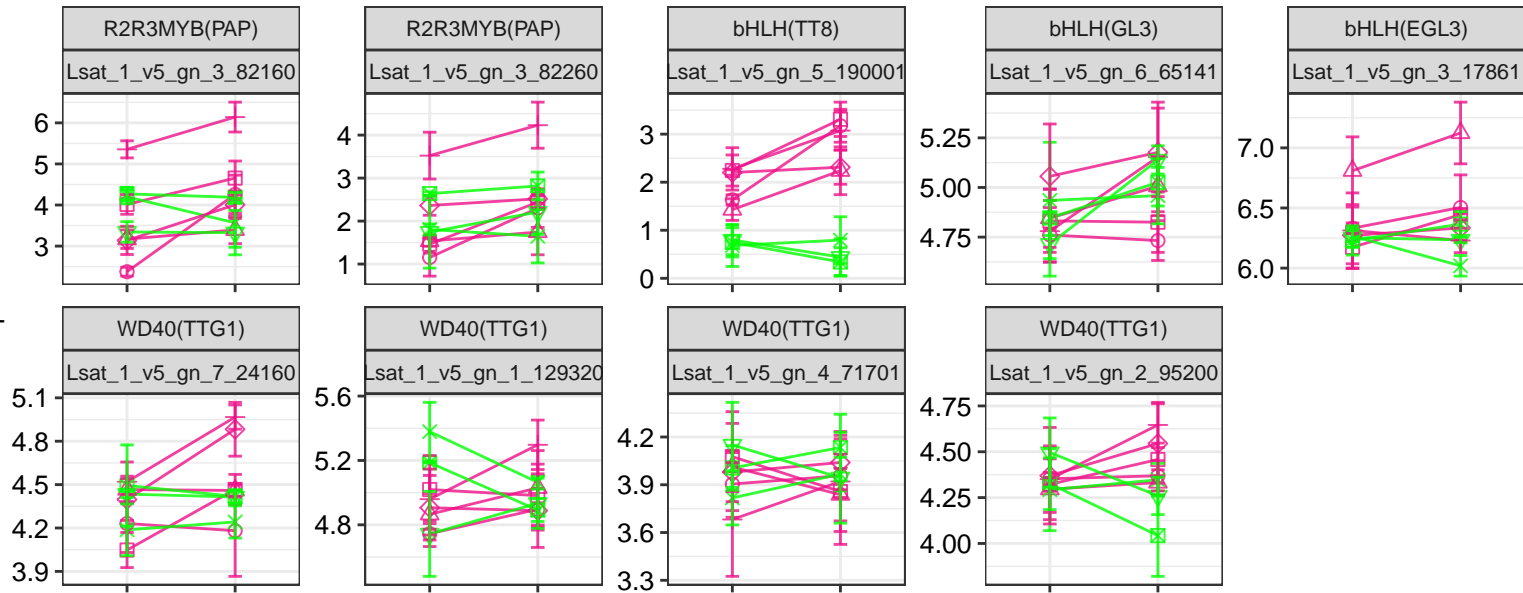 R2R3MYB(PAP) R2R3MYB(PAP) bHLH(TT8) bHLH(GL3) bHLH(EGL3)
Lsat_1_v5_gn_3_82160 Lsat_1_v5_gn_3_82260 Lsat_1_v5_gn_5_190001 Lsat_1_v5_gn_6_65141 Lsat_1_v5_gn_3_17861
6 5 4 3
4 3 2 1
3 2 1 0
5.25 5.00 4.75
7.0 6.5 6.0
WD40(TTG1) WD40(TTG1) WD40(TTG1) WD40(TTG1)
Lsat_1_v5_gn_7_24160 Lsat_1_v5_gn_1_129320 Lsat_1_v5_gn_4_71701 Lsat_1_v5_gn_2_95200
5.1 4.8 4.5 4.2 3.9
5.6 5.2 4.8
4.2 3.9 3.6 3.3
4.75 4.50 4.25 4.00